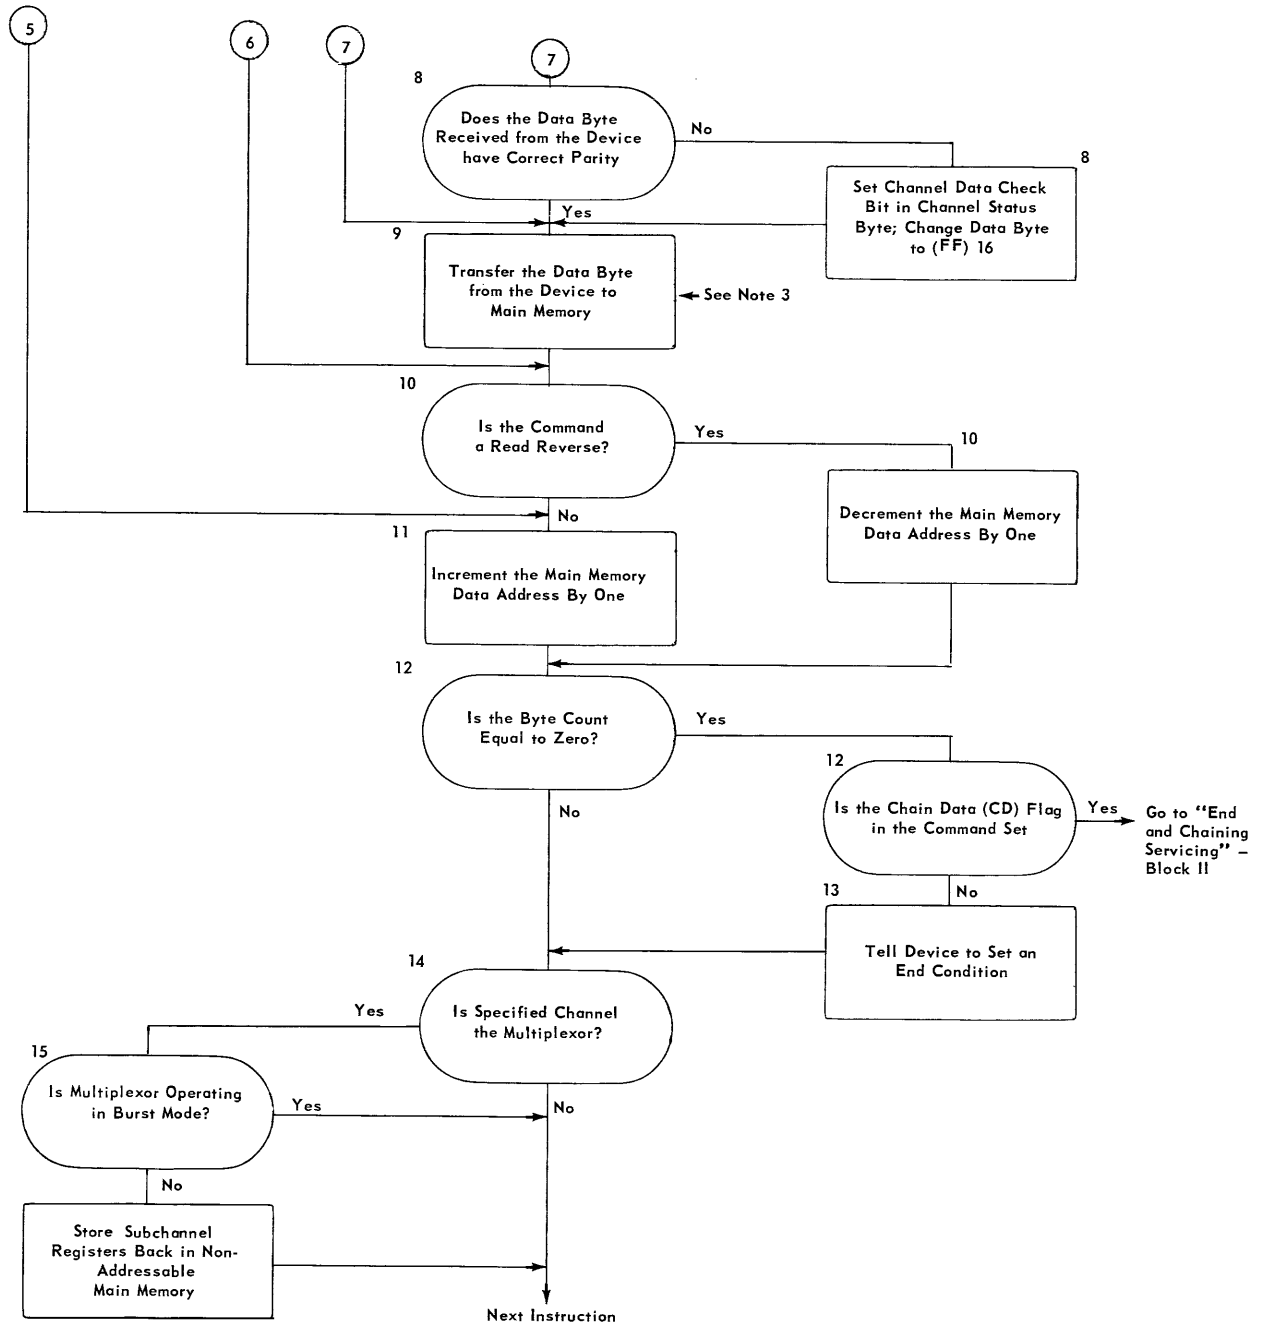 5
6
7
7
8
Does the Data Byte
Received from the Device
have Correct Parity
No
8
Set Channel Data Check
Bit in Channel Status
Byte; Change Data Byte
to (FF) 16
Yes
9
Transfer the Data Byte
from the Device to
Main Memory
See Note 3
10
Is the Command
a Read Reverse?
Yes
10
Decrement the Main Memory
Data Address By One
No
11
Increment the Main Memory
Data Address By One
12
Is the Byte Count
Equal to Zero?
Yes
12
Is the Chain Data (CD) Flag
in the Command Set
Yes
Go to "End
and Chaining
Servicing" –
Block II
No
No
13
Tell Device to Set an
End Condition
14
Is Specified Channel
the Multiplexor?
Yes
15
Is Multiplexor Operating
in Burst Mode?
Yes
No
No
Store Subchannel
Registers Back in Non-
Addressable
Main Memory
Next Instruction